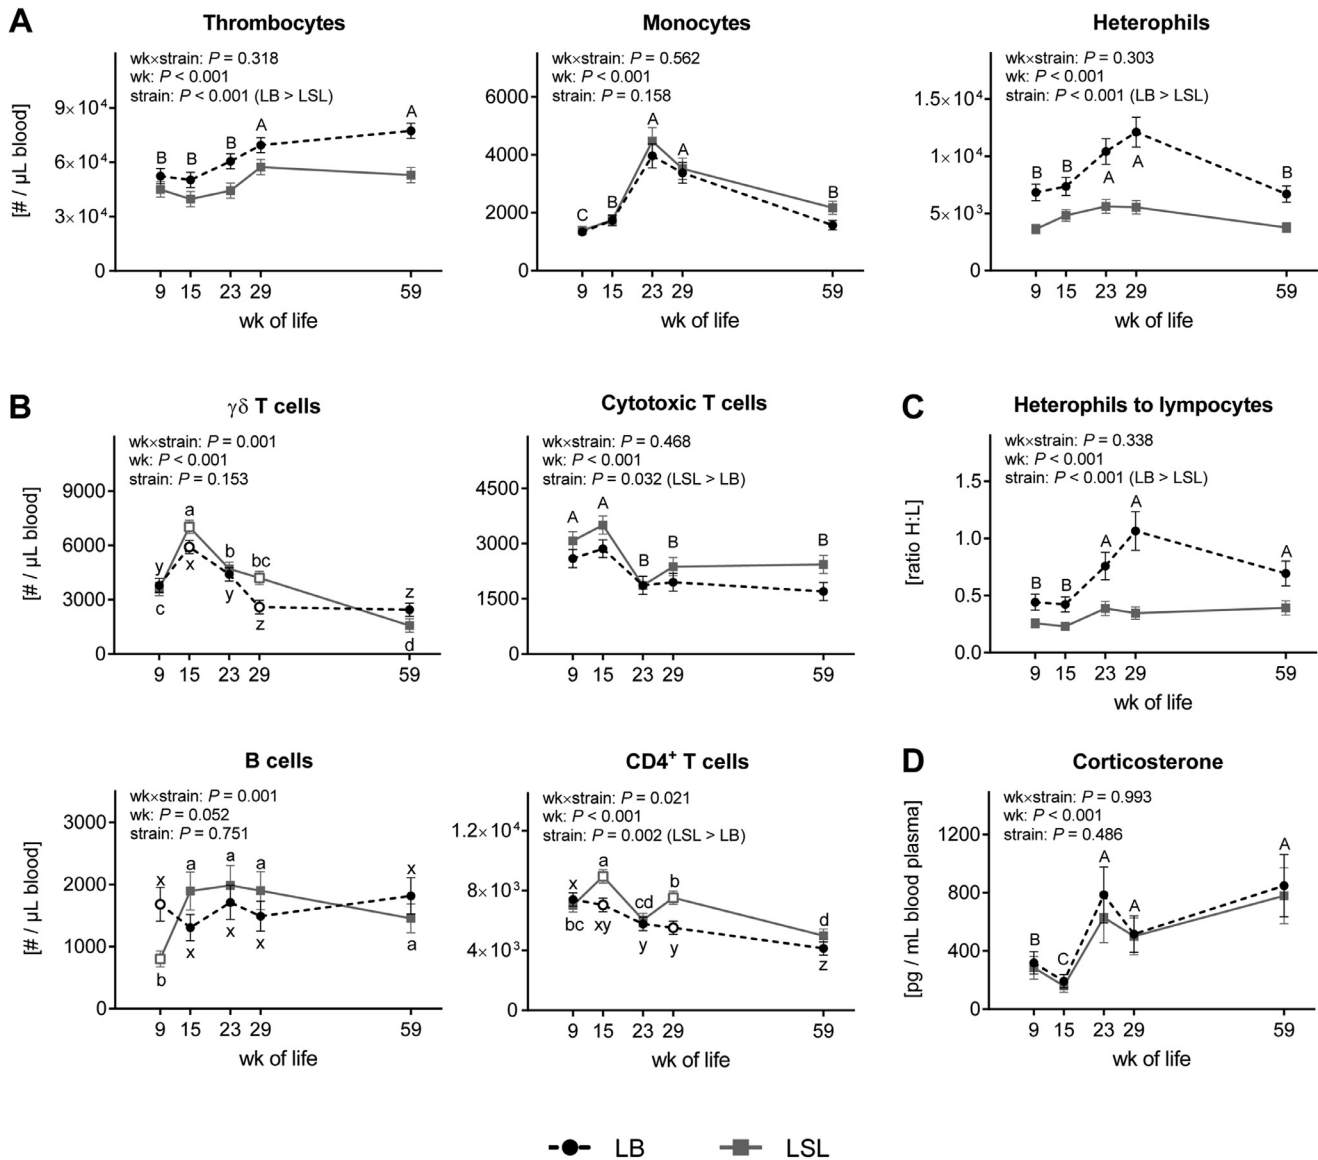 A
Thrombocytes
wk×strain: P = 0.318
wk: P < 0.001
strain: P < 0.001 (LB > LSL)
[# / µL blood]
9×10⁴
6×10⁴
3×10⁴
0
B
B
B
A
A
9 15 23 29 59
wk of life
Monocytes
wk×strain: P = 0.562
wk: P < 0.001
strain: P = 0.158
6000
4000
2000
0
C
B
A
A
B
9 15 23 29 59
wk of life
Heterophils
wk×strain: P = 0.303
wk: P < 0.001
strain: P < 0.001 (LB > LSL)
1.5×10⁴
1×10⁴
5×10³
0
B
B
A
A
B
9 15 23 29 59
wk of life
B
γδ T cells
wk×strain: P = 0.001
wk: P < 0.001
strain: P = 0.153
[# / µL blood]
9000
6000
3000
0
a
y
b
bc
x
c
y
z
z
d
9 15 23 29 59
Cytotoxic T cells
wk×strain: P = 0.468
wk: P < 0.001
strain: P = 0.032 (LSL > LB)
4500
3000
1500
0
A
A
B
B
B
9 15 23 29 59
C
Heterophils to lympocytes
wk×strain: P = 0.338
wk: P < 0.001
strain: P < 0.001 (LB > LSL)
[ratio H:L]
1.5
1.0
0.5
0.0
B
B
A
A
A
9 15 23 29 59
wk of life
B cells
wk×strain: P = 0.001
wk: P = 0.052
strain: P = 0.751
[# / µL blood]
3000
2000
1000
0
x
a
a
a
x
b
x
x
x
a
9 15 23 29 59
wk of life
CD4⁺ T cells
wk×strain: P = 0.021
wk: P < 0.001
strain: P = 0.002 (LSL > LB)
1.2×10⁴
8×10³
4×10³
0
x
a
cd
b
d
bc
xy
y
y
z
9 15 23 29 59
wk of life
D
Corticosterone
wk×strain: P = 0.993
wk: P < 0.001
strain: P = 0.486
[pg / mL blood plasma]
1200
800
400
0
B
C
A
A
A
9 15 23 29 59
wk of life
LB LSL